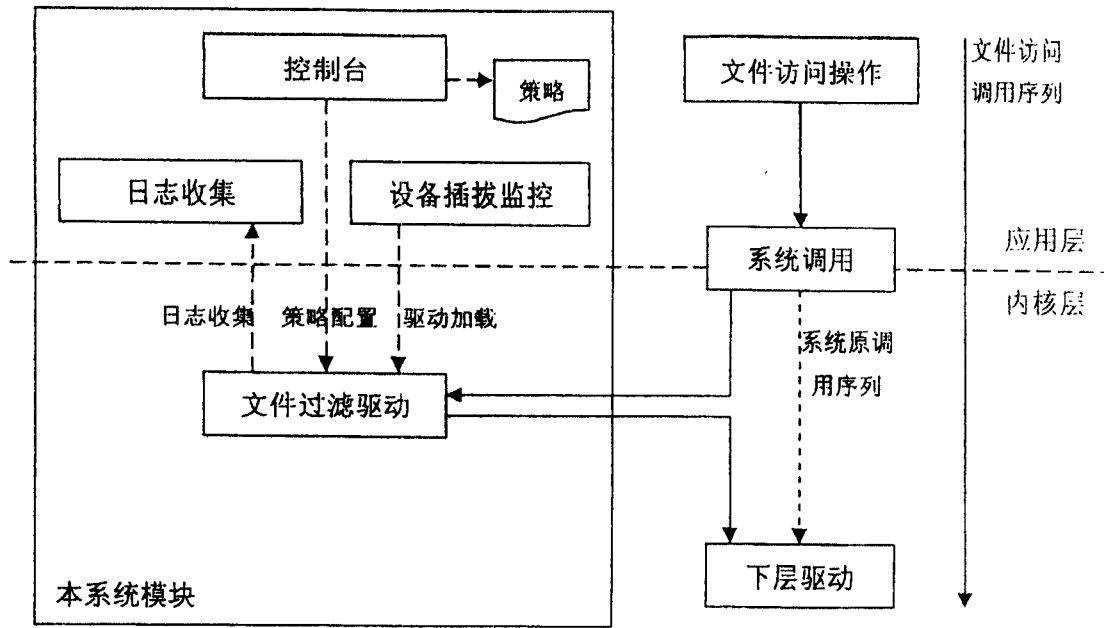 控制台
策略
文件访问操作
文件访问
调用序列
日志收集
设备插拔监控
系统调用
应用层
内核层
日志收集
策略配置
驱动加载
系统原调
用序列
文件过滤驱动
下层驱动
本系统模块